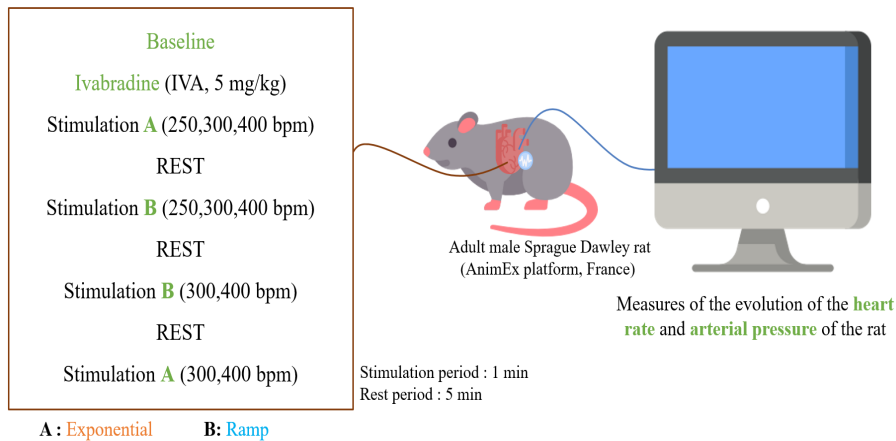 Baseline
Ivabradine (IVA, 5 mg/kg)
Stimulation A (250,300,400 bpm)
REST
Stimulation B (250,300,400 bpm)
REST
Stimulation B (300,400 bpm)
REST
Stimulation A (300,400 bpm)
A : Exponential B: Ramp
Stimulation period : 1 min
Rest period : 5 min
Adult male Sprague Dawley rat
(AnimEx platform, France)
Measures of the evolution of the heart
rate and arterial pressure of the rat